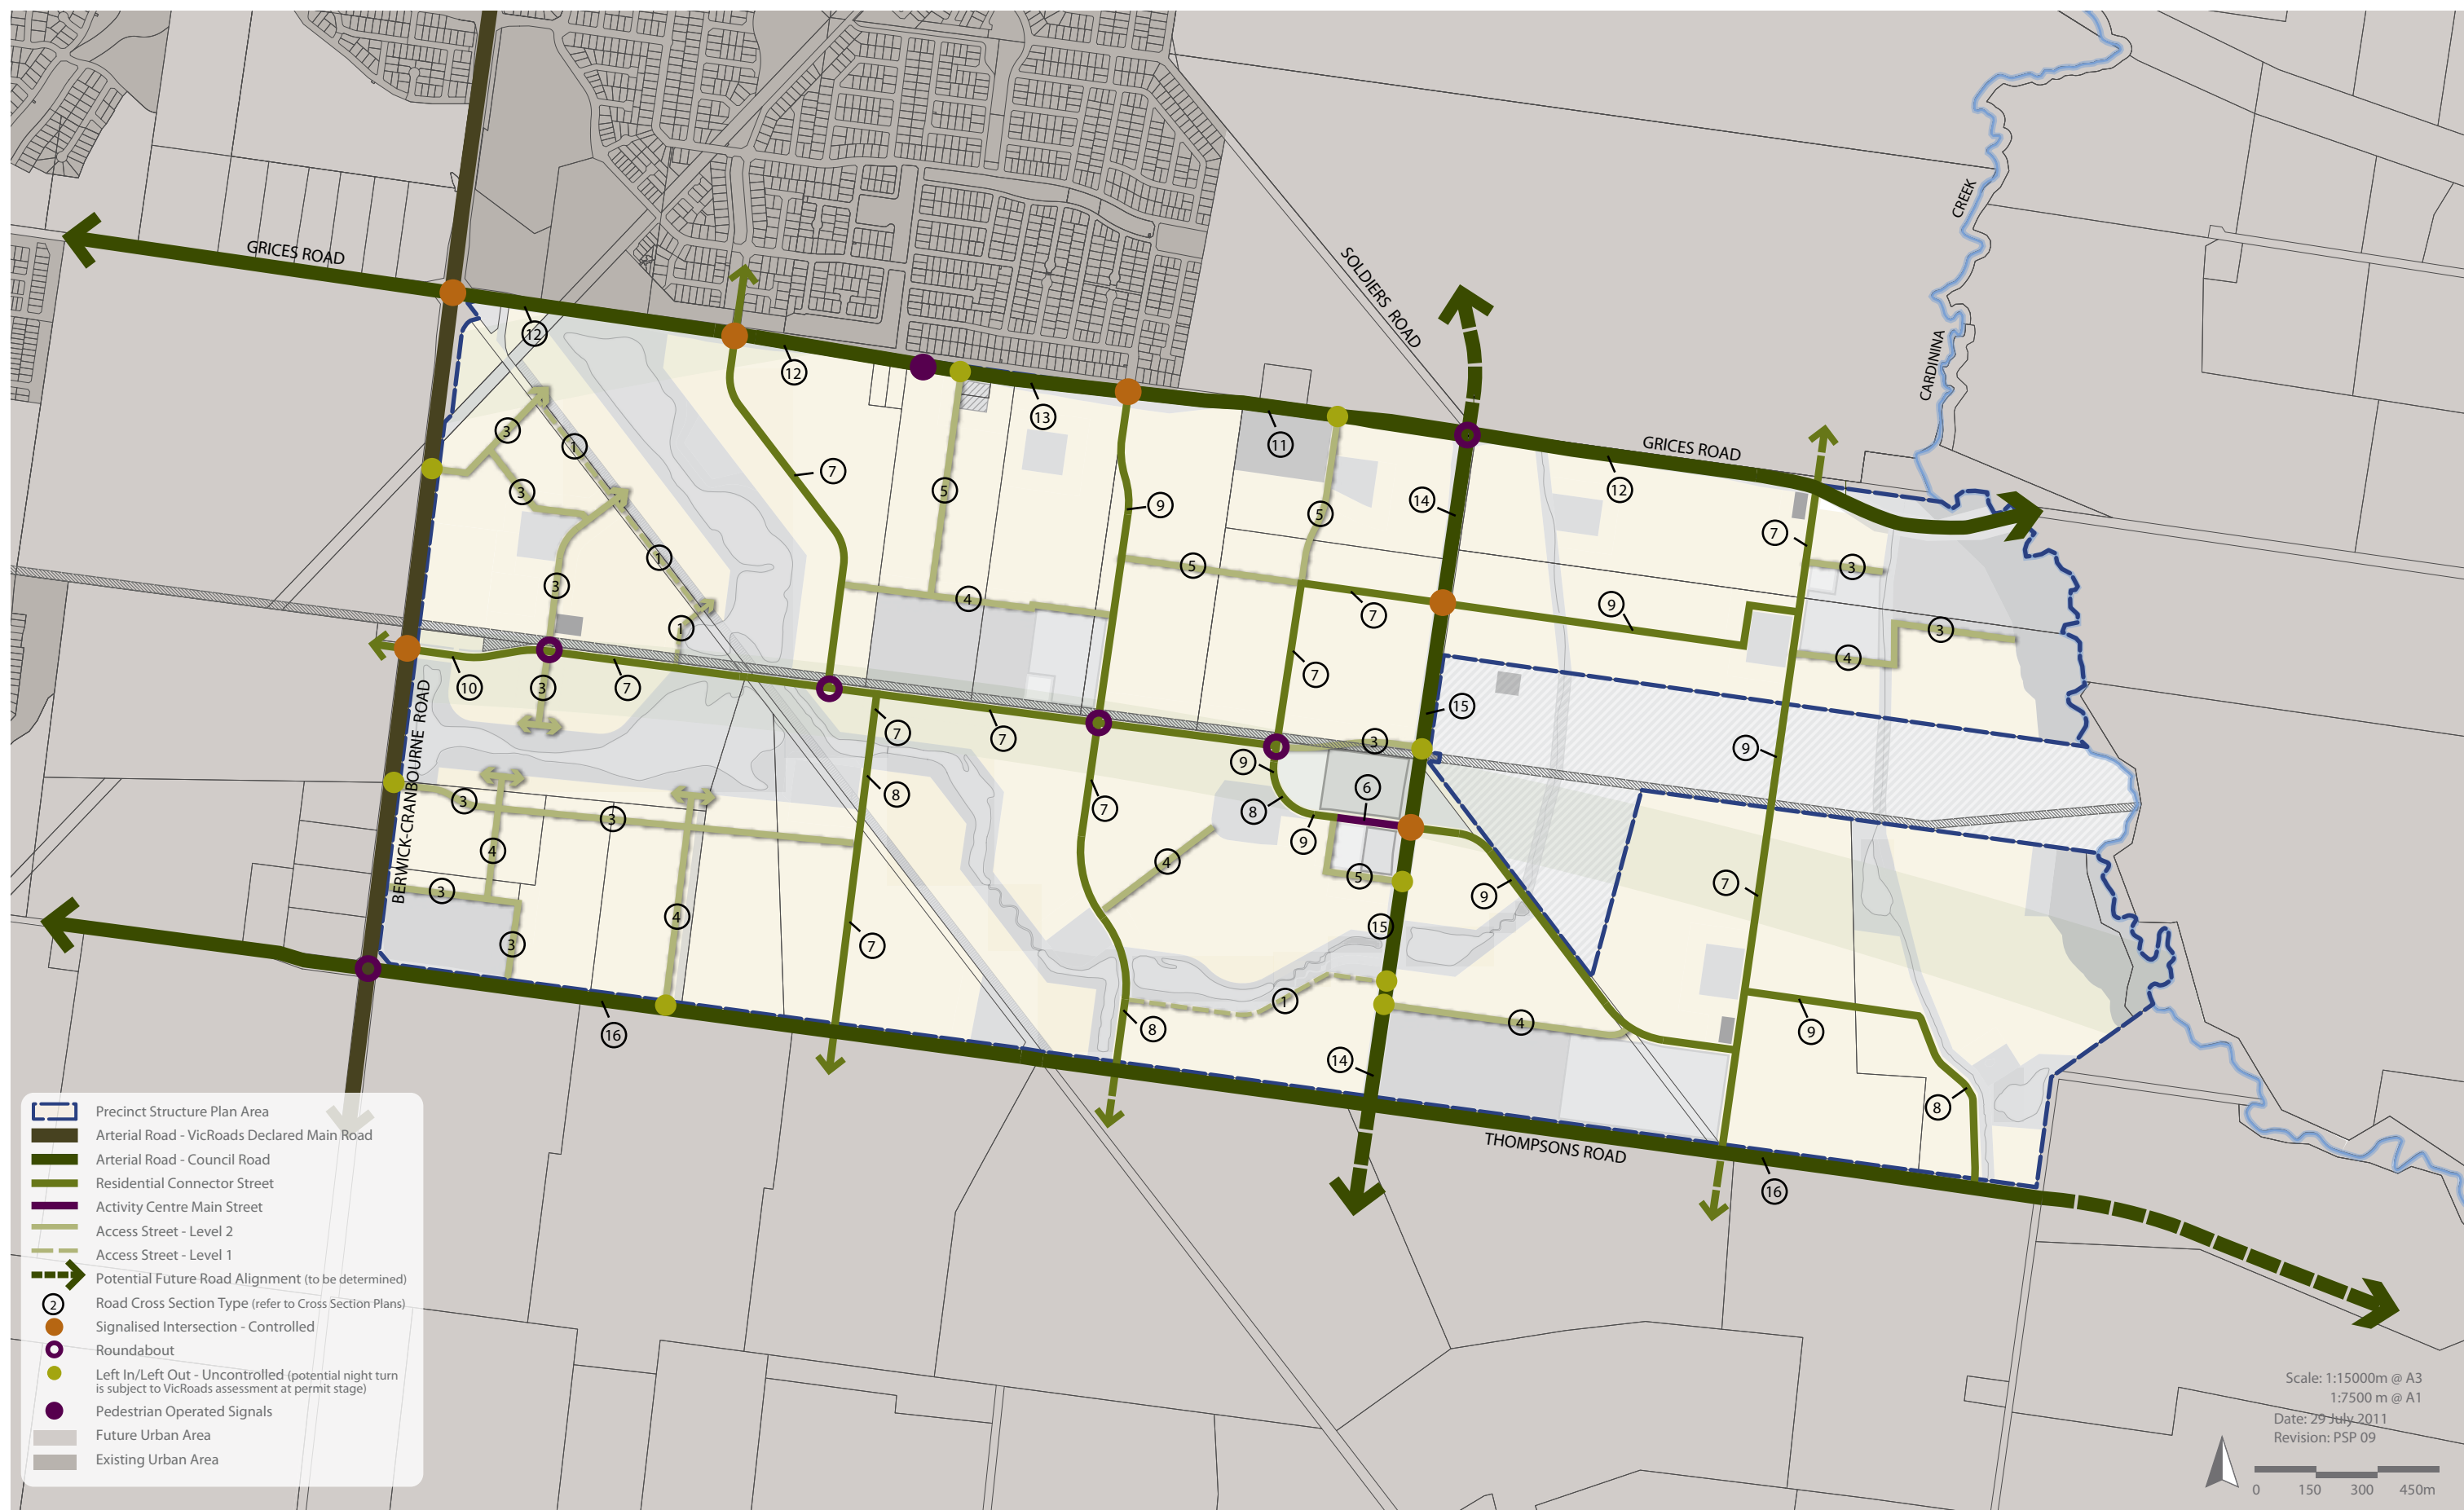 CREEK
GRICES ROAD
SOLDIERS ROAD
CARDININA
12
12
13
11
GRICES ROAD
3
1
7
5
9
14
12
3
5
7
1
5
3
3
4
7
9
1
3
4
10
3
7
7
7
15
3
9
9
BERWICK-CRANBOURNE ROAD
3
3
8
7
8
6
9
4
4
5
7
3
4
9
3
7
15
1
4
9
16
8
14
8
THOMPSONS ROAD
16
Precinct Structure Plan Area
Arterial Road - VicRoads Declared Main Road
Arterial Road - Council Road
Residential Connector Street
Activity Centre Main Street
Access Street - Level 2
Access Street - Level 1
Potential Future Road Alignment (to be determined)
2 Road Cross Section Type (refer to Cross Section Plans)
Signalised Intersection - Controlled
Roundabout
Left In/Left Out - Uncontrolled (potential night turn
is subject to VicRoads assessment at permit stage)
Pedestrian Operated Signals
Future Urban Area
Existing Urban Area
Scale: 1:15000m @ A3
1:7500 m @ A1
Date: 29 July 2011
Revision: PSP 09
0 150 300 450m